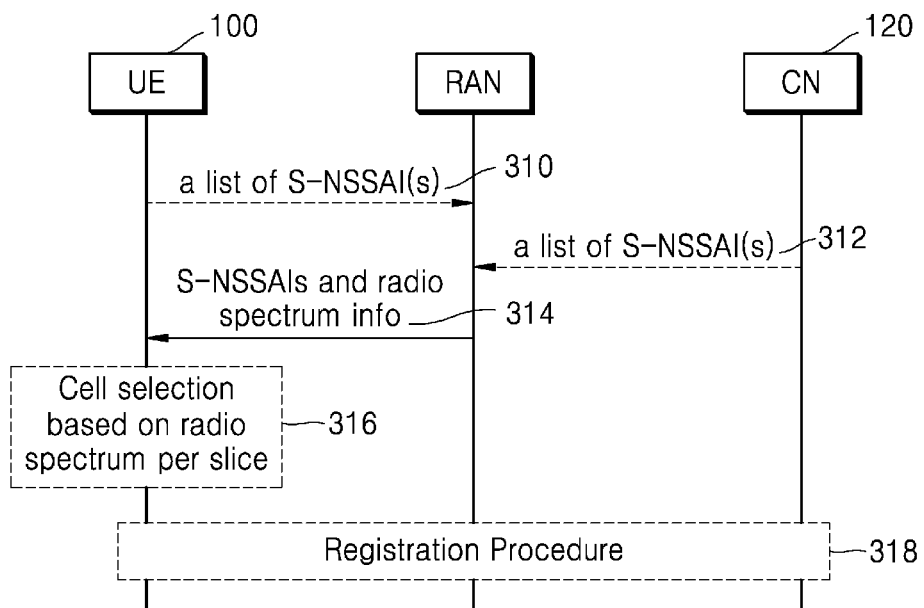 100
120
UE
RAN
CN
a list of S-NSSAI(s)
310
a list of S-NSSAI(s)
312
S-NSSAIs and radio
spectrum info
314
Cell selection
based on radio
spectrum per slice
316
Registration Procedure
318